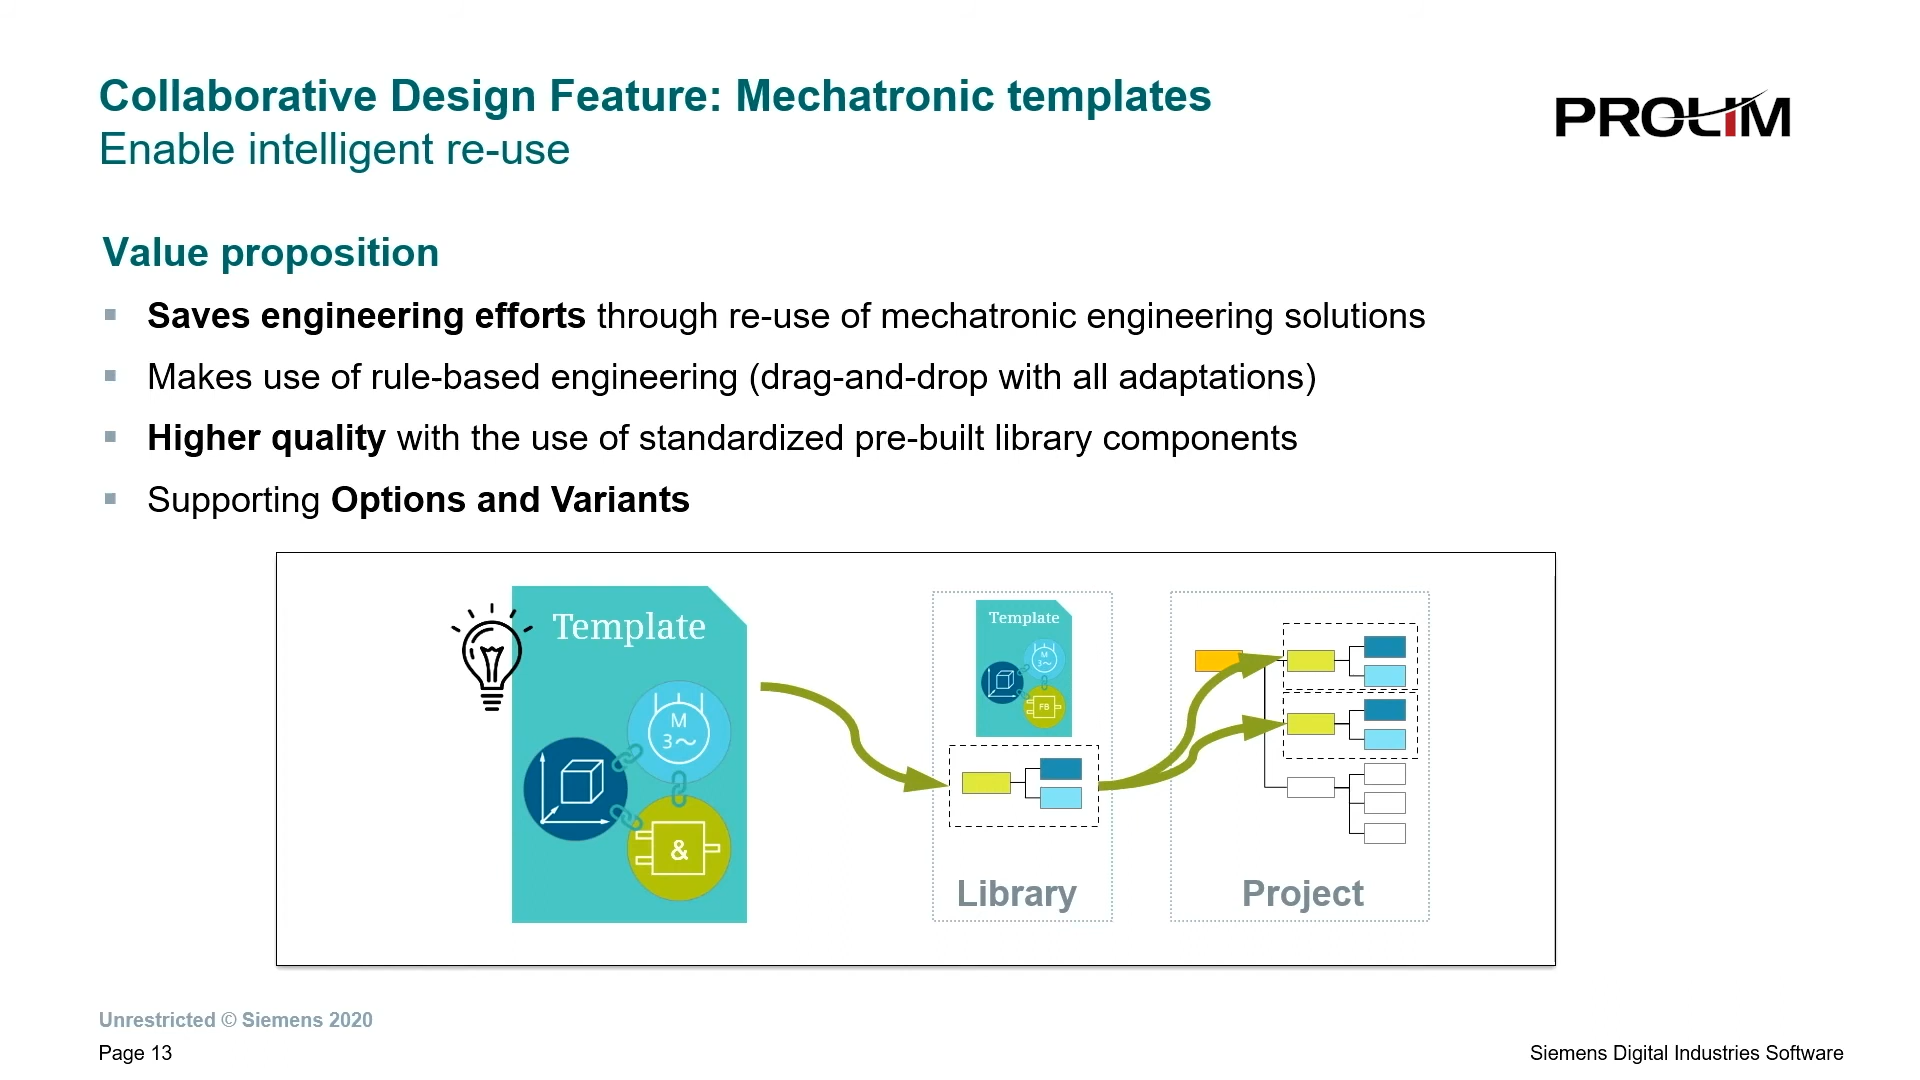 Collaborative Design Feature: Mechatronic templates
Enable intelligent re-use
PROLIM
Value proposition
Saves engineering efforts through re-use of mechatronic engineering solutions
Makes use of rule-based engineering (drag-and-drop with all adaptations)
Higher quality with the use of standardized pre-built library components
Supporting Options and Variants
Template
M
3~
&
Template
M
3~
FB
Library
Project
Unrestricted © Siemens 2020
Page 13
Siemens Digital Industries Software